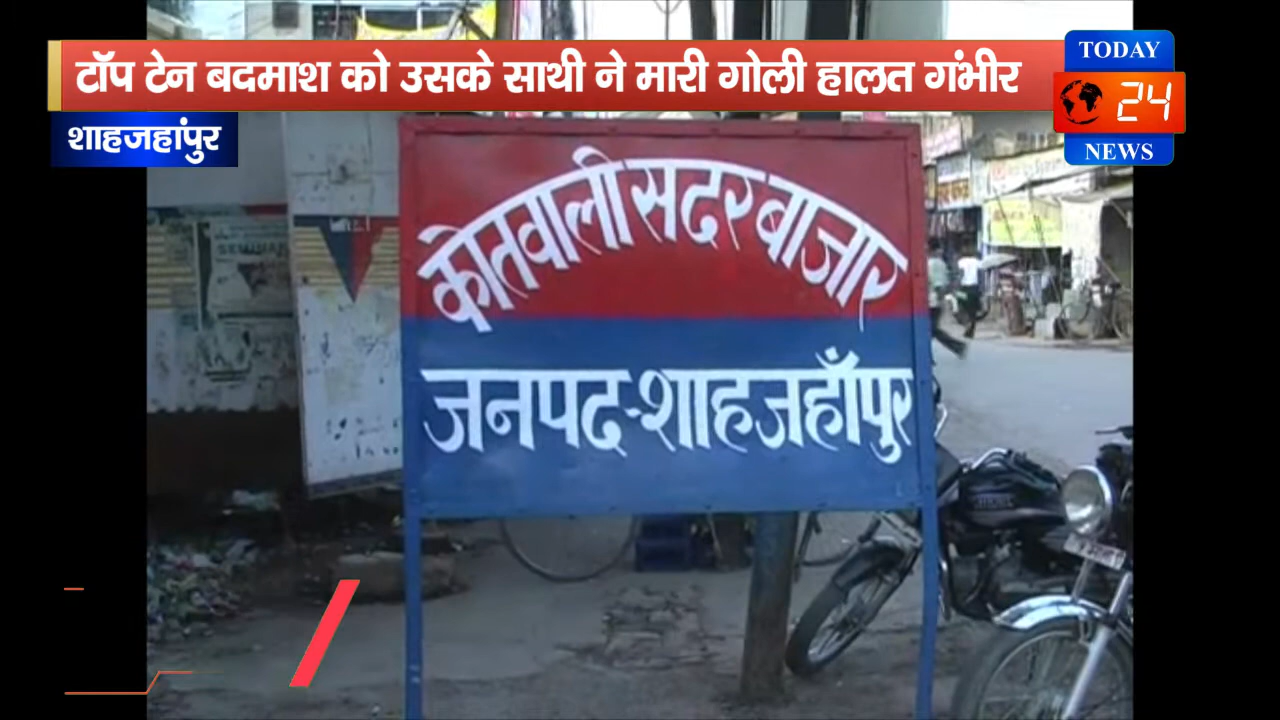 टॉप टेन बदमाश को उसके साथी ने मारी गोली हालत गंभीर
TODAY
24
NEWS
शाहजहांपुर
कोतवाली सदर बाजार
जनपद-शाहजहाँपुर